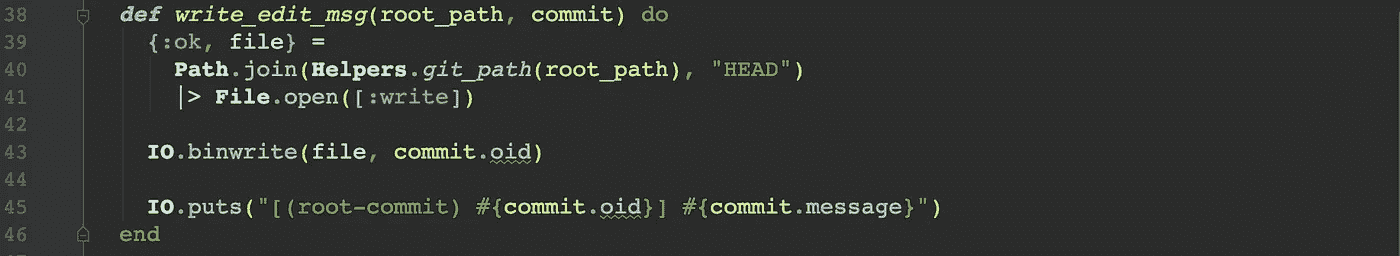 38 def write_edit_msg(root_path, commit) do
39 {:ok, file} =
40 Path.join(Helpers.git_path(root_path), "HEAD")
41 |> File.open([:write])
42
43 IO.binwrite(file, commit.oid)
44
45 IO.puts("[(root-commit) #{commit.oid}] #{commit.message}")
46 end